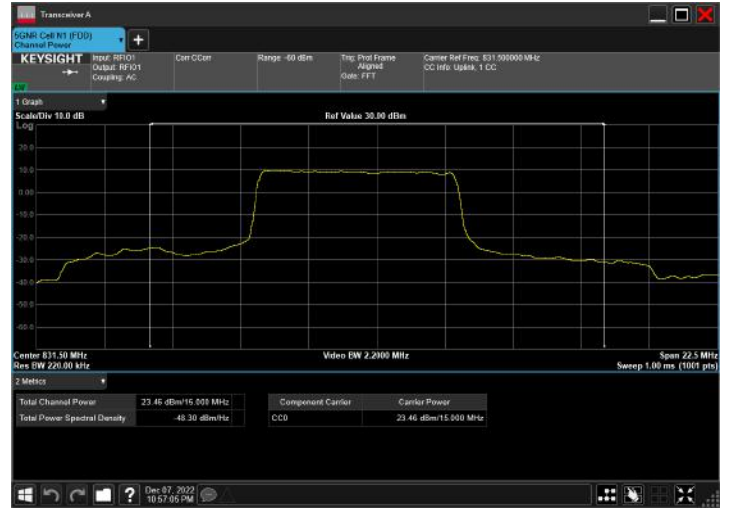 Transceiver A
5GNR Cell N1 (FDD)
Channel Power
KEYSIGHT
Input: RFIO1
Output: RFIO1
Coupling: AC
Corr CCorr
Range -60 dBm
Trig: Prot Frame
Aligned
Gate: FFT
Carrier Ref Freq: 831.500000 MHz
CC Info: Uplink, 1 CC
1 Graph
Scale/Div 10.0 dB
Ref Value 30.00 dBm
Log
20.0
10.0
0.00
-10.0
-20.0
-30.0
-40.0
-50.0
-60.0
Center 831.50 MHz
Video BW 2.2000 MHz
Span 22.5 MHz
Res BW 220.00 kHz
Sweep 1.00 ms (1001 pts)
2 Metrics
Total Channel Power 23.46 dBm/15.000 MHz
Total Power Spectral Density -48.30 dBm/Hz
Component Carrier Carrier Power
CC0 23.46 dBm/15.000 MHz
Dec 07, 2022
10:57:05 PM